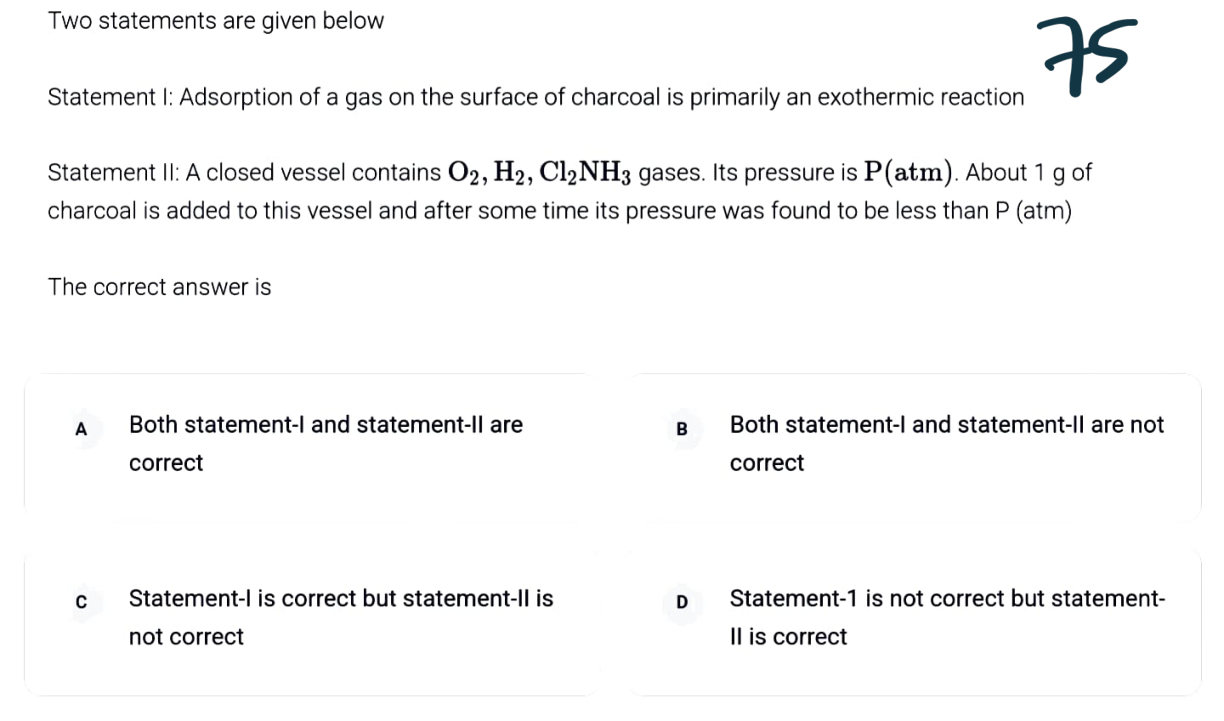 Two statements are given below
75
Statement I: Adsorption of a gas on the surface of charcoal is primarily an exothermic reaction
Statement II: A closed vessel contains O₂, H₂, Cl₂NH₃ gases. Its pressure is P(atm). About 1 g of
charcoal is added to this vessel and after some time its pressure was found to be less than P (atm)
The correct answer is
A Both statement-I and statement-II are
correct
B Both statement-I and statement-II are not
correct
C Statement-I is correct but statement-II is
not correct
D Statement-1 is not correct but statement-
II is correct